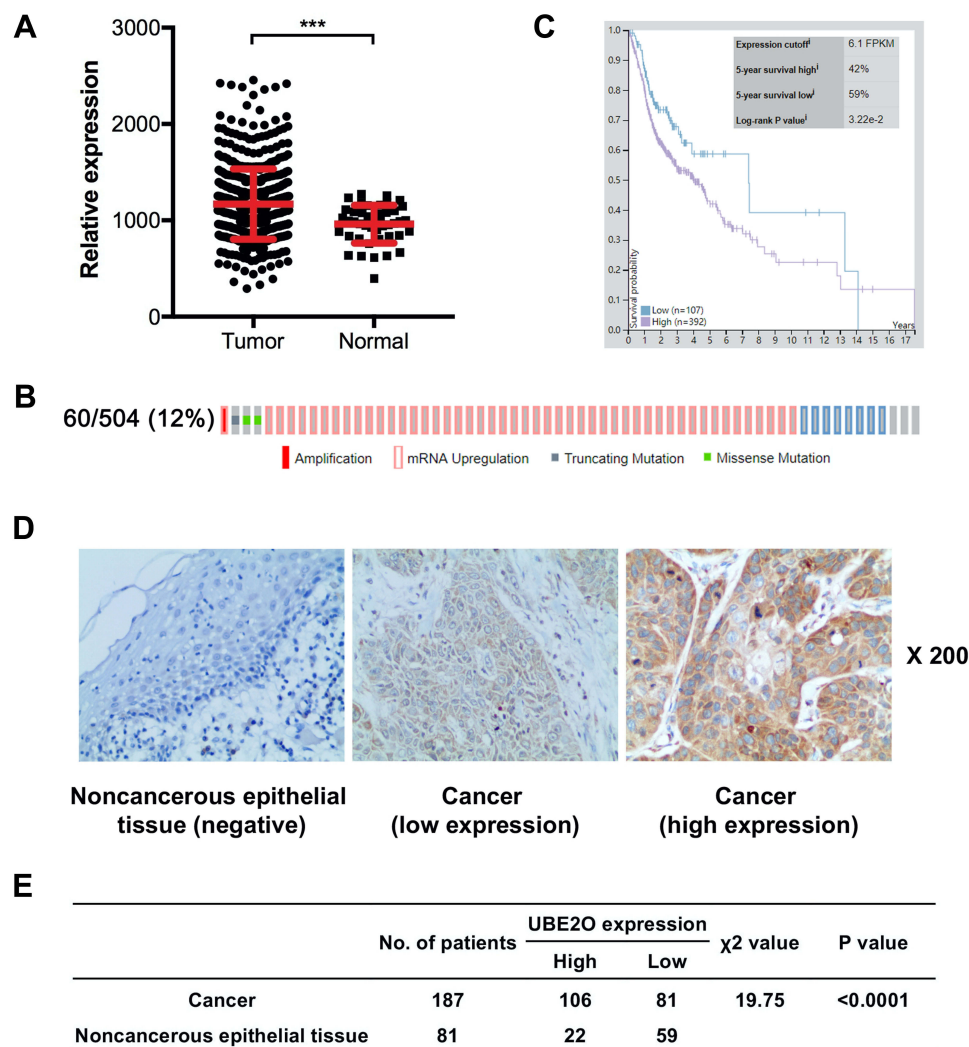 A
3000
2000
1000
0
Relative expression
***
Tumor
Normal
C
1.0
0.9
0.8
0.7
0.6
0.5
0.4
0.3
0.2
0.1
0.0
Survival probability
Expression cutoffⁱ 6.1 FPKM
5-year survival highⁱ 42%
5-year survival lowⁱ 59%
Log-rank P valueⁱ 3.22e-2
Low (n=107)
High (n=392)
Years
0 1 2 3 4 5 6 7 8 9 10 11 12 13 14 15 16 17
B
60/504 (12%)
Amplification mRNA Upregulation Truncating Mutation Missense Mutation
D
X 200
Noncancerous epithelial
tissue (negative)
Cancer
(low expression)
Cancer
(high expression)
E
No. of patients UBE2O expression χ2 value P value
High Low
Cancer 187 106 81 19.75 <0.0001
Noncancerous epithelial tissue 81 22 59